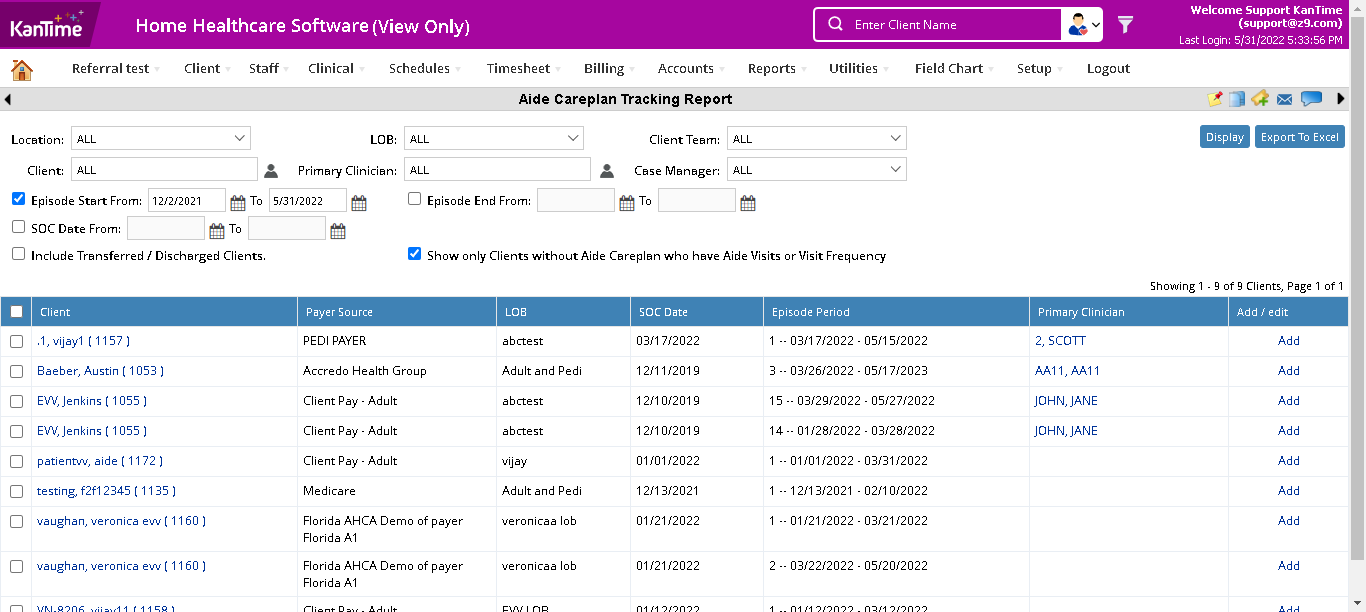 KanTime
Home Healthcare Software (View Only)
Enter Client Name
Welcome Support KanTime
(support@z9.com)
Last Login: 5/31/2022 5:33:56 PM
Referral test Client Staff Clinical Schedules Timesheet Billing Accounts Reports Utilities Field Chart Setup Logout
Aide Careplan Tracking Report
Location: ALL LOB: ALL Client Team: ALL Display Export To Excel
Client: ALL Primary Clinician: ALL Case Manager: ALL
Episode Start From: 12/2/2021 To 5/31/2022 Episode End From: To
SOC Date From: To
Include Transferred / Discharged Clients. Show only Clients without Aide Careplan who have Aide Visits or Visit Frequency
Showing 1 - 9 of 9 Clients, Page 1 of 1
Client Payer Source LOB SOC Date Episode Period Primary Clinician Add / edit
.1, vijay1 ( 1157 ) PEDI PAYER abctest 03/17/2022 1 -- 03/17/2022 - 05/15/2022 2, SCOTT Add
Baeber, Austin ( 1053 ) Accredo Health Group Adult and Pedi 12/11/2019 3 -- 03/26/2022 - 05/17/2023 AA11, AA11 Add
EVV, Jenkins ( 1055 ) Client Pay - Adult abctest 12/10/2019 15 -- 03/29/2022 - 05/27/2022 JOHN, JANE Add
EVV, Jenkins ( 1055 ) Client Pay - Adult abctest 12/10/2019 14 -- 01/28/2022 - 03/28/2022 JOHN, JANE Add
patientvv, aide ( 1172 ) Client Pay - Adult vijay 01/01/2022 1 -- 01/01/2022 - 03/31/2022 Add
testing, f2f12345 ( 1135 ) Medicare Adult and Pedi 12/13/2021 1 -- 12/13/2021 - 02/10/2022 Add
vaughan, veronica evv ( 1160 ) Florida AHCA Demo of payer veronicaa lob 01/21/2022 1 -- 01/21/2022 - 03/21/2022 Add
Florida A1
vaughan, veronica evv ( 1160 ) Florida AHCA Demo of payer veronicaa lob 01/21/2022 2 -- 03/22/2022 - 05/20/2022 Add
Florida A1
VN-8206, vijay11 ( 1158 ) Client Pay - Adult EVV LOB 01/12/2022 1 -- 01/12/2022 - 03/12/2022 Add